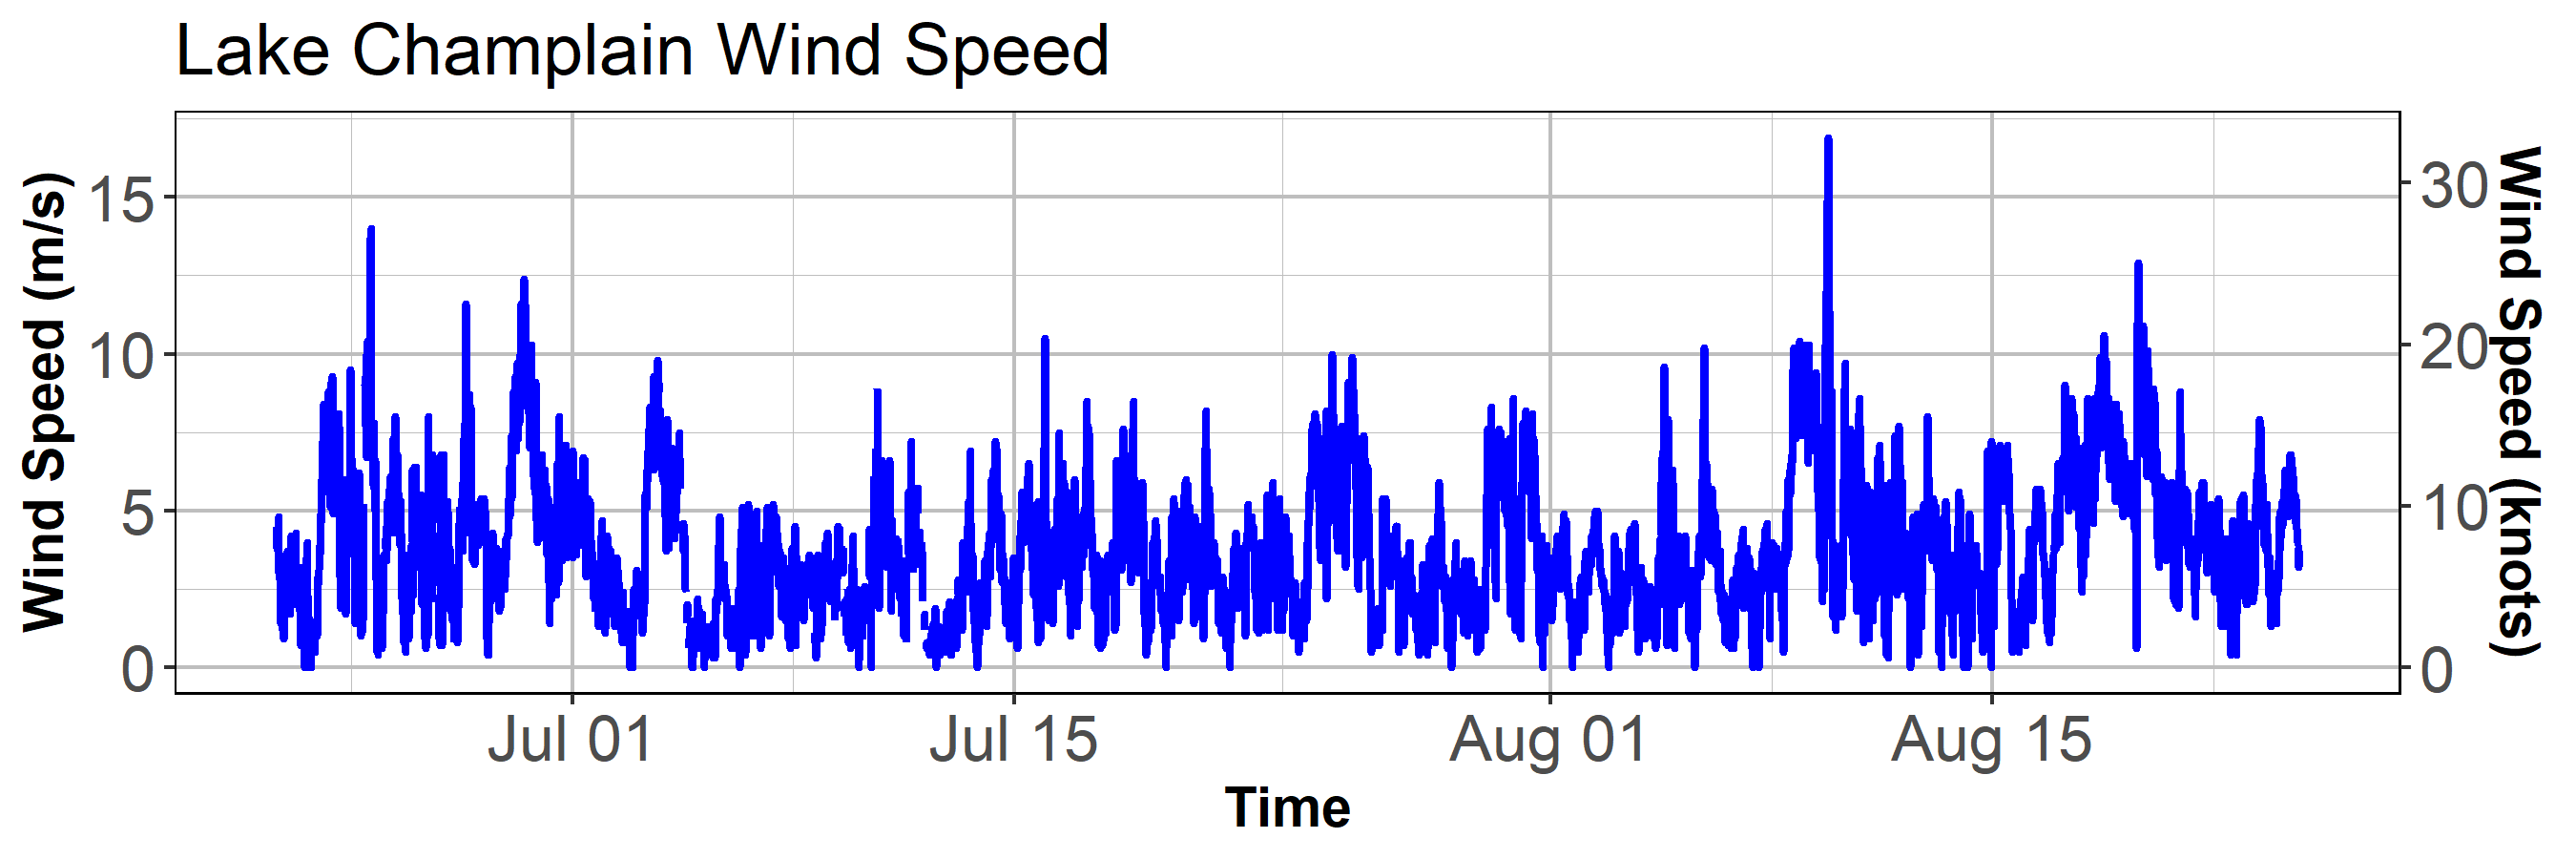 Lake Champlain Wind Speed
Wind Speed (m/s)
15
10
5
0
30
20
10
0
Wind Speed (knots)
Jul 01
Jul 15
Aug 01
Aug 15
Time